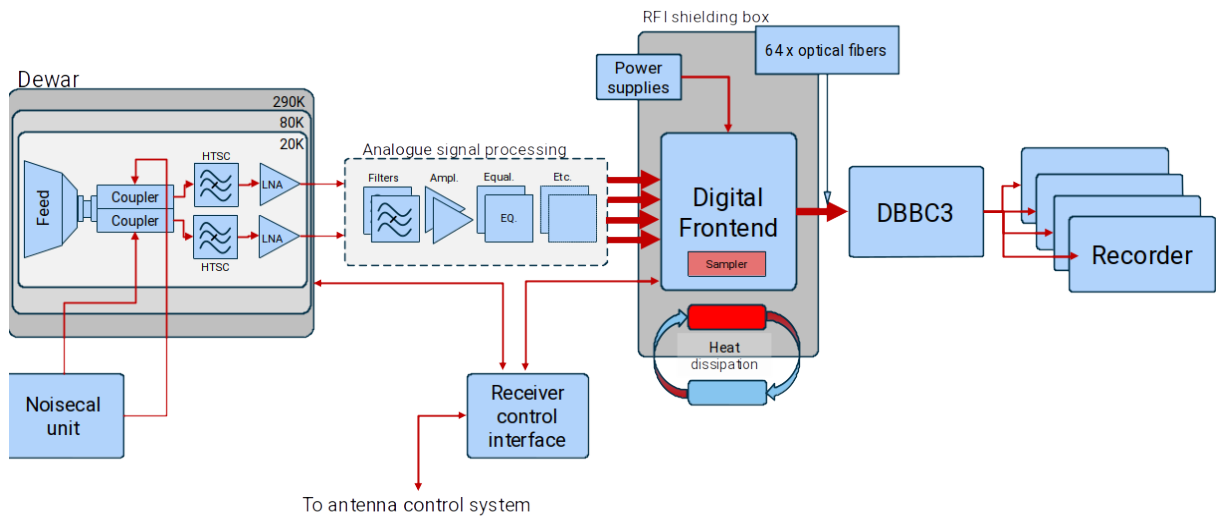 RFI shielding box
64 x optical fibers
Power
supplies
Dewar
290K
80K
20K
HTSC
Feed
Coupler
Coupler
LNA
LNA
HTSC
Analogue signal processing
Filters
Ampl.
Equal.
Etc.
EQ.
Digital
Frontend
Sampler
DBBC3
Recorder
Heat
dissipation
Noisecal
unit
Receiver
control
interface
To antenna control system